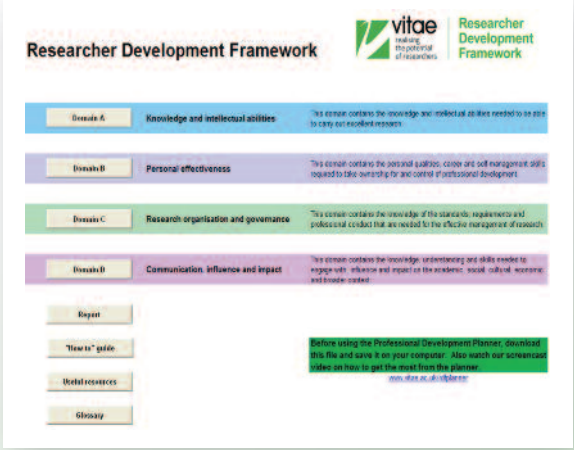 vitae
realising
the potential
of researchers
Researcher
Development
Framework
Researcher Development Framework
Domain A
Knowledge and intellectual abilities
This domain contains the knowledge and intellectual abilities needed to be able
to carry out excellent research.
Domain B
Personal effectiveness
This domain contains the personal qualities, career and self-management skills
required to take ownership for and control of professional development.
Domain C
Research organisation and governance
This domain contains the knowledge of the standards, requirements and
professional conduct that are needed for the effective management of research.
Domain D
Communication, influence and impact
This domain contains the knowledge, understanding and skills needed to
engage with, influence and impact on the academic, social, cultural, economic
and broader context.
Report
"How to" guide
Useful resources
Glossary
Before using the Professional Development Planner, download
this file and save it on your computer. Also watch our screencast
video on how to get the most from the planner.
www.vitae.ac.uk/rdfplanner